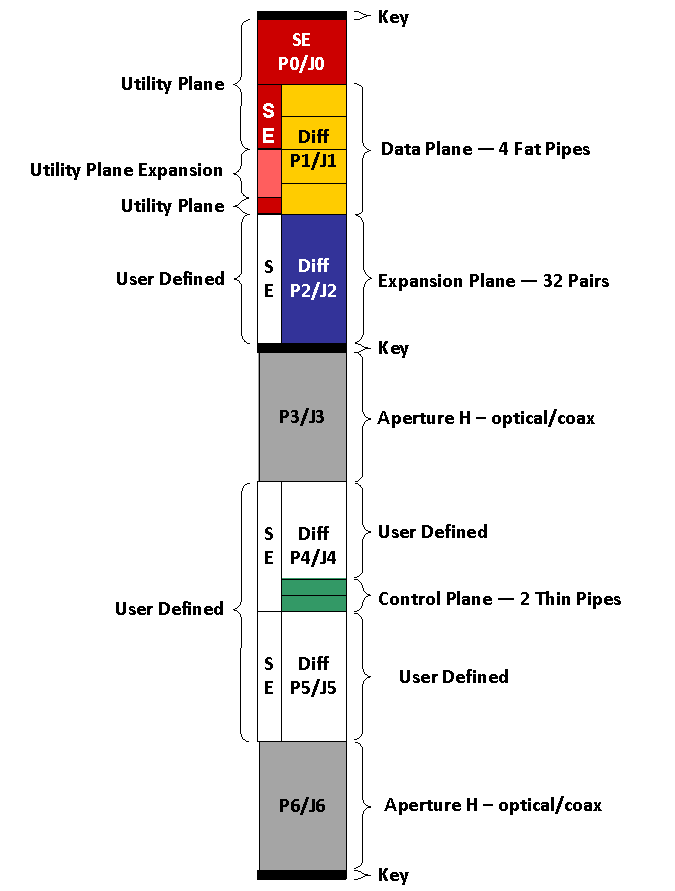 Key
SE
P0/J0
Utility Plane
S
E
Diff
P1/J1
Data Plane — 4 Fat Pipes
Utility Plane Expansion
Utility Plane
User Defined
S
E
Diff
P2/J2
Expansion Plane — 32 Pairs
Key
P3/J3
Aperture H – optical/coax
S
E
Diff
P4/J4
User Defined
Control Plane — 2 Thin Pipes
User Defined
S
E
Diff
P5/J5
User Defined
P6/J6
Aperture H – optical/coax
Key